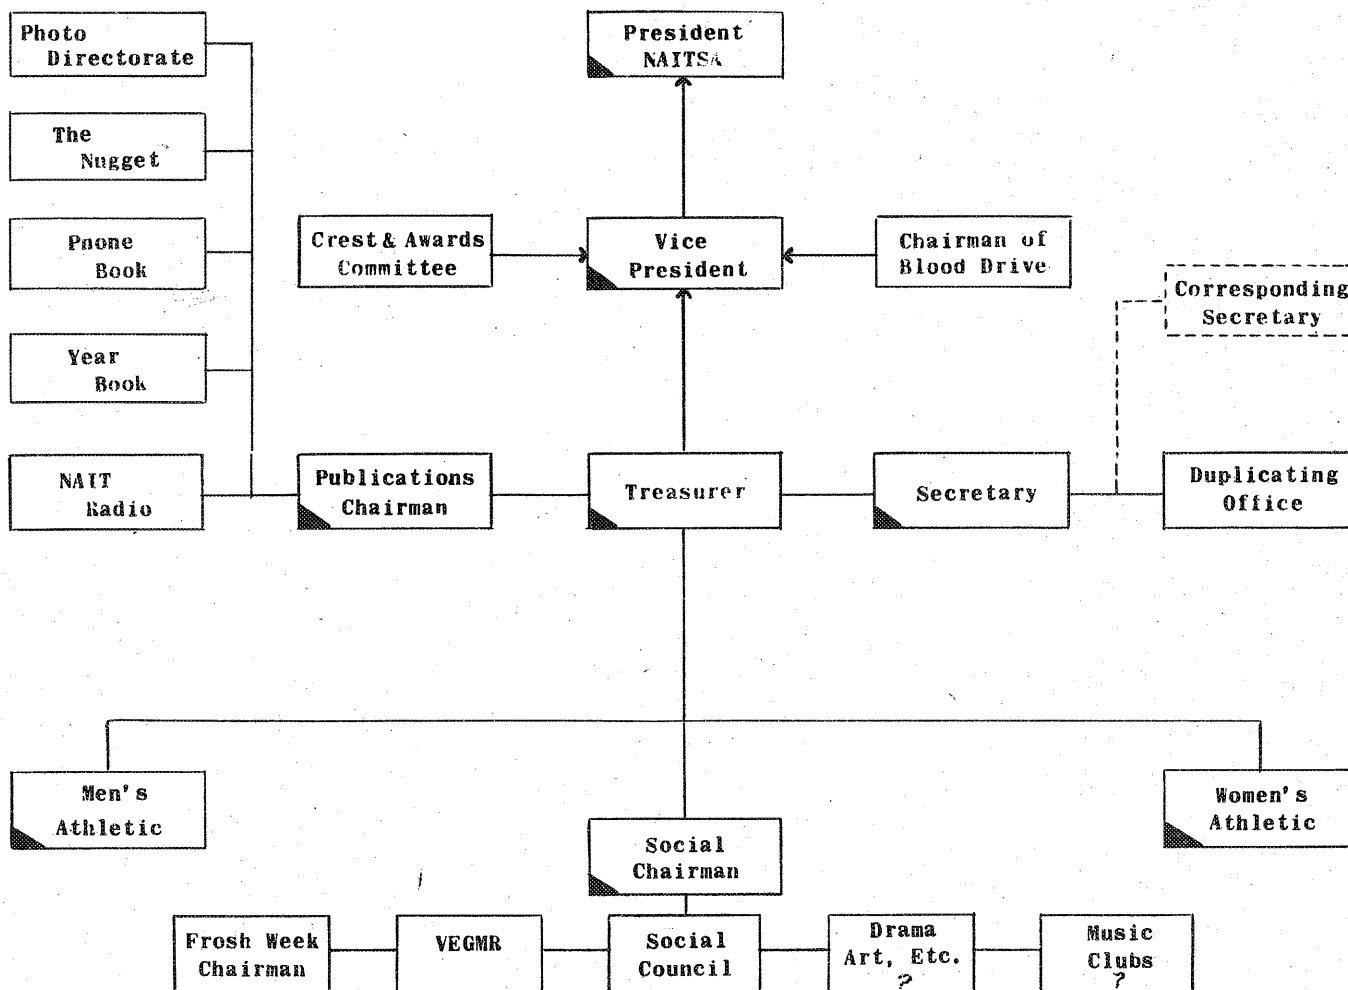 Photo
Directorate
President
NAITSA
The
Nugget
Crest & Awards
Committee
Vice
President
Chairman of
Blood Drive
Pnone
Book
Corresponding
Secretary
Year
Book
NAIT
Radio
Publications
Chairman
Treasurer
Secretary
Duplicating
Office
Men's
Athletic
Women's
Athletic
Social
Chairman
Frosh Week
Chairman
VEGMR
Social
Council
Drama
Art, Etc.
?
Music
Clubs
?